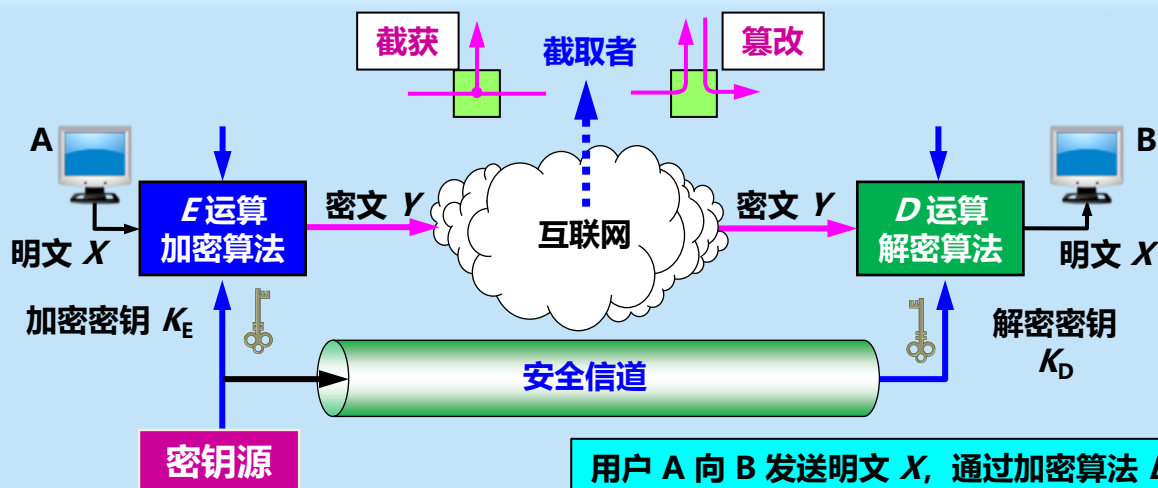 截获
截取者
篡改
A
B
E 运算
加密算法
密文 Y
互联网
密文 Y
D 运算
解密算法
明文 X
明文 X
加密密钥 KE
解密密钥
KD
安全信道
密钥源
用户 A 向 B 发送明文 X，通过加密算法